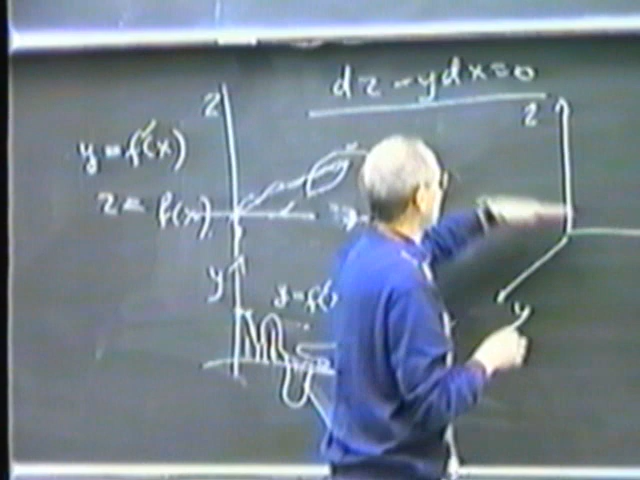 dz - ydx = 0
z
z
y = f'(x)
z = f(x)
y
y = f(
y